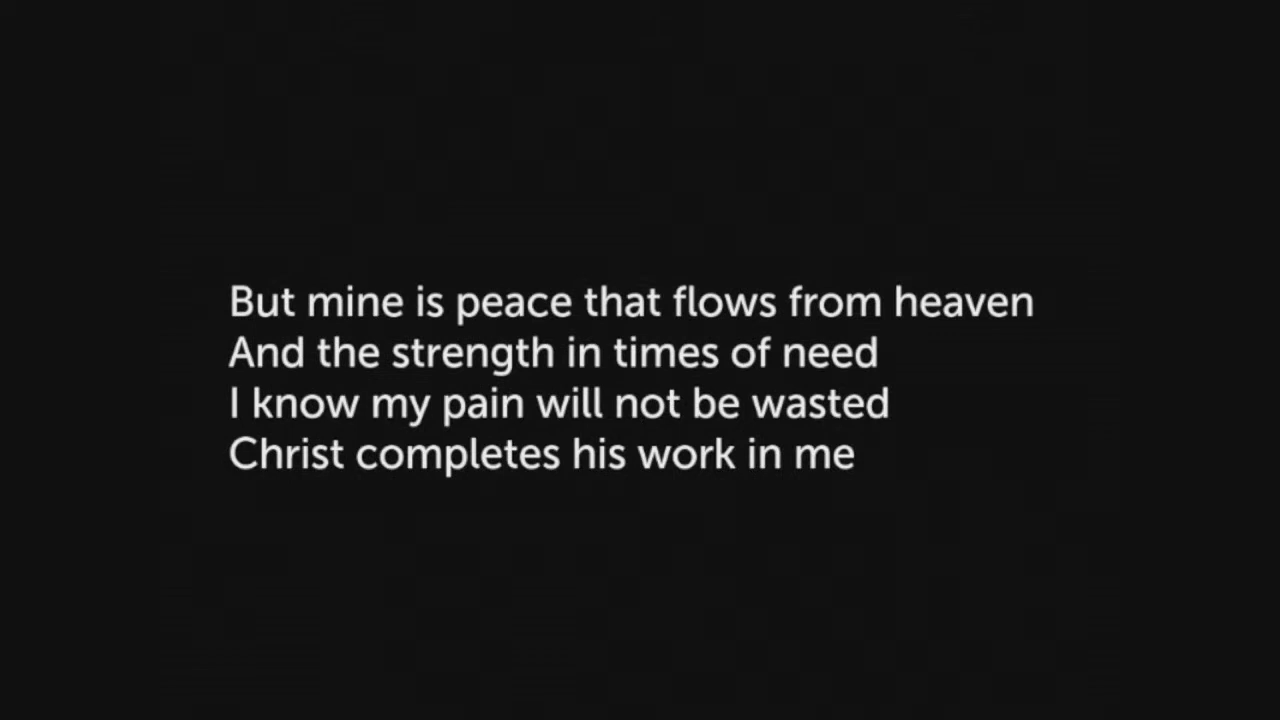 But mine is peace that flows from heaven
And the strength in times of need
I know my pain will not be wasted
Christ completes his work in me